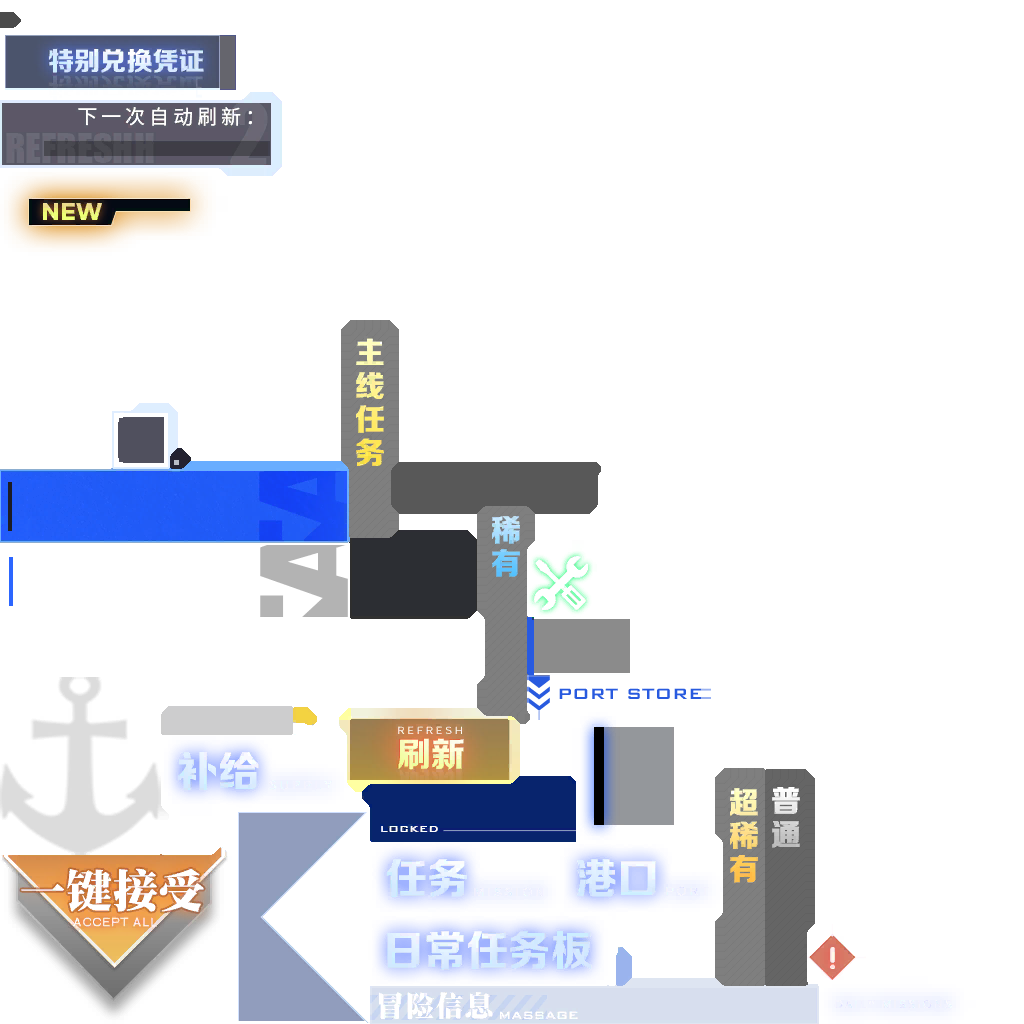 特别兑换凭证
下一次自动刷新：
REFRESHH
2
NEW
主线任务
稀有
PORT STORE
REFRESH
刷新
补给
LOCKED
超稀有
普通
任务
港口
一键接受
ACCEPT ALL
日常任务板
冒险信息 MASSAGE